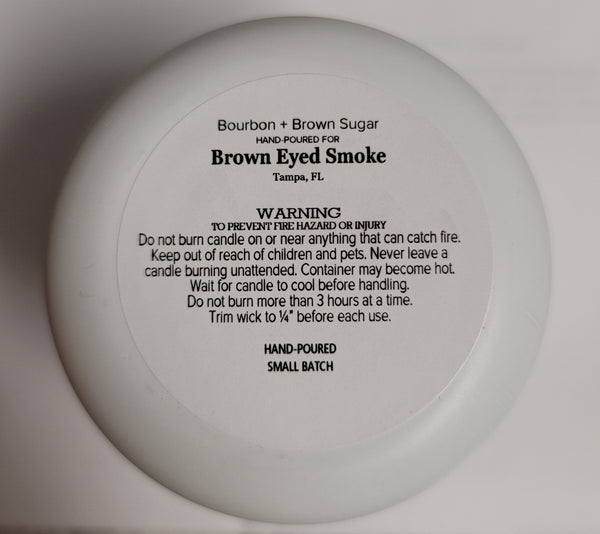 Bourbon + Brown Sugar
HAND-POURED FOR
Brown Eyed Smoke
Tampa, FL
WARNING
TO PREVENT FIRE HAZARD OR INJURY
Do not burn candle on or near anything that can catch fire.
Keep out of reach of children and pets. Never leave a
candle burning unattended. Container may become hot.
Wait for candle to cool before handling.
Do not burn more than 3 hours at a time.
Trim wick to ¼" before each use.
HAND-POURED
SMALL BATCH